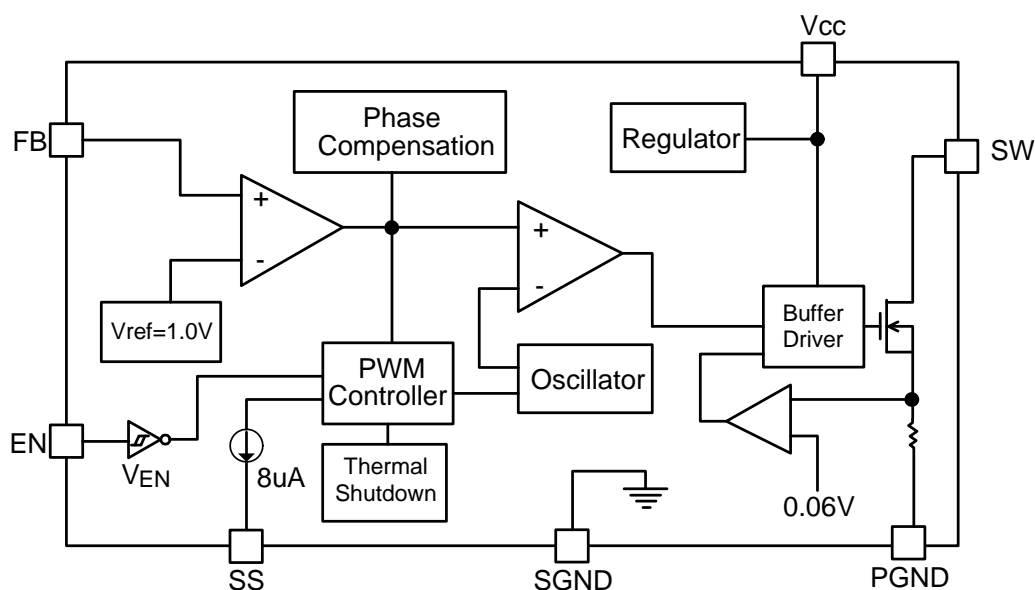 Vcc
FB
Phase
Compensation
Regulator
SW
+
-
+
-
Vref=1.0V
Buffer
Driver
PWM
Controller
Oscillator
EN
VEN
8uA
Thermal
Shutdown
0.06V
SS
SGND
PGND